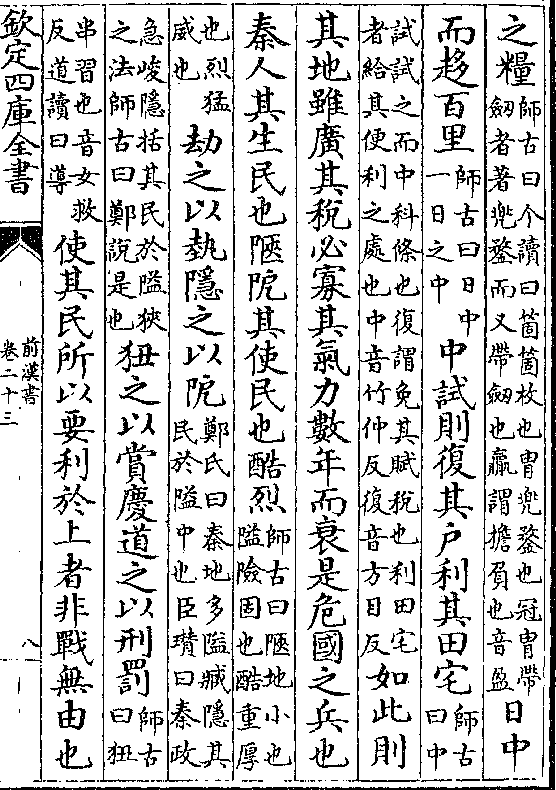 之糧師古曰个讀曰箇箇枚也冑兜鍪也冠冑帶劔者著兜鍪而又帶劔也贏謂擔負也音盈日中
而趍百里師古曰日中一日之中中試則復其户利其田宅師古曰中
試試之而中科條也復謂免其賦稅也利田宅者給其便利之處也中音竹仲反復音方目反如此則
其地雖廣其稅必寡其氣力數年而衰是危國之兵也
秦人其生民也陿阸其使民也酷烈師古曰陿地小也隘險固也酷重厚
也烈猛威也劫之以埶隱之以阸鄭氏曰秦地多隘臧隱其民於隘中也臣瓚曰秦政
急峻隱括其民於隘狹之法師古曰鄭說是也狃之以賞慶道之以刑罰師古曰狃
串習也音女救反道讀曰導使其民所以要利於上者非戰無由也
欽定四庫全書
前漢書
卷二十三
八